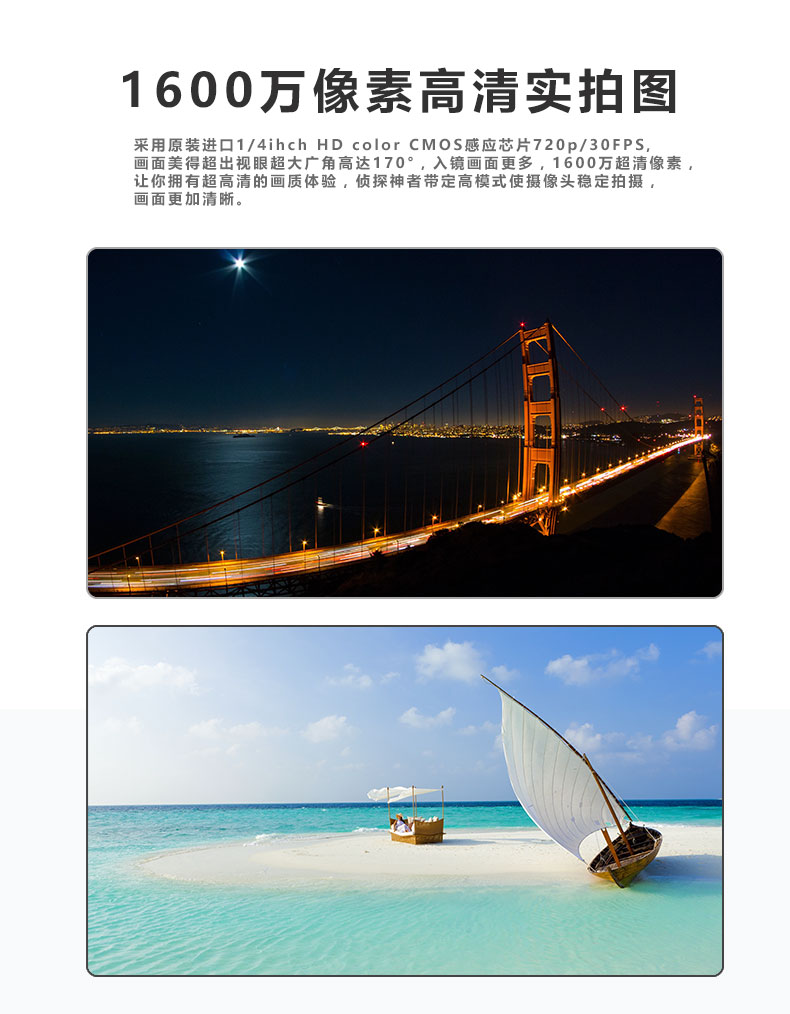 1600万像素高清实拍图
采用原装进口1/4ihch HD color CMOS感应芯片720p/30FPS,
画面美得超出视眼超大广角高达170°，入镜画面更多，1600万超清像素，
让你拥有超高清的画质体验，侦探神者带定高模式使摄像头稳定拍摄，
画面更加清晰。